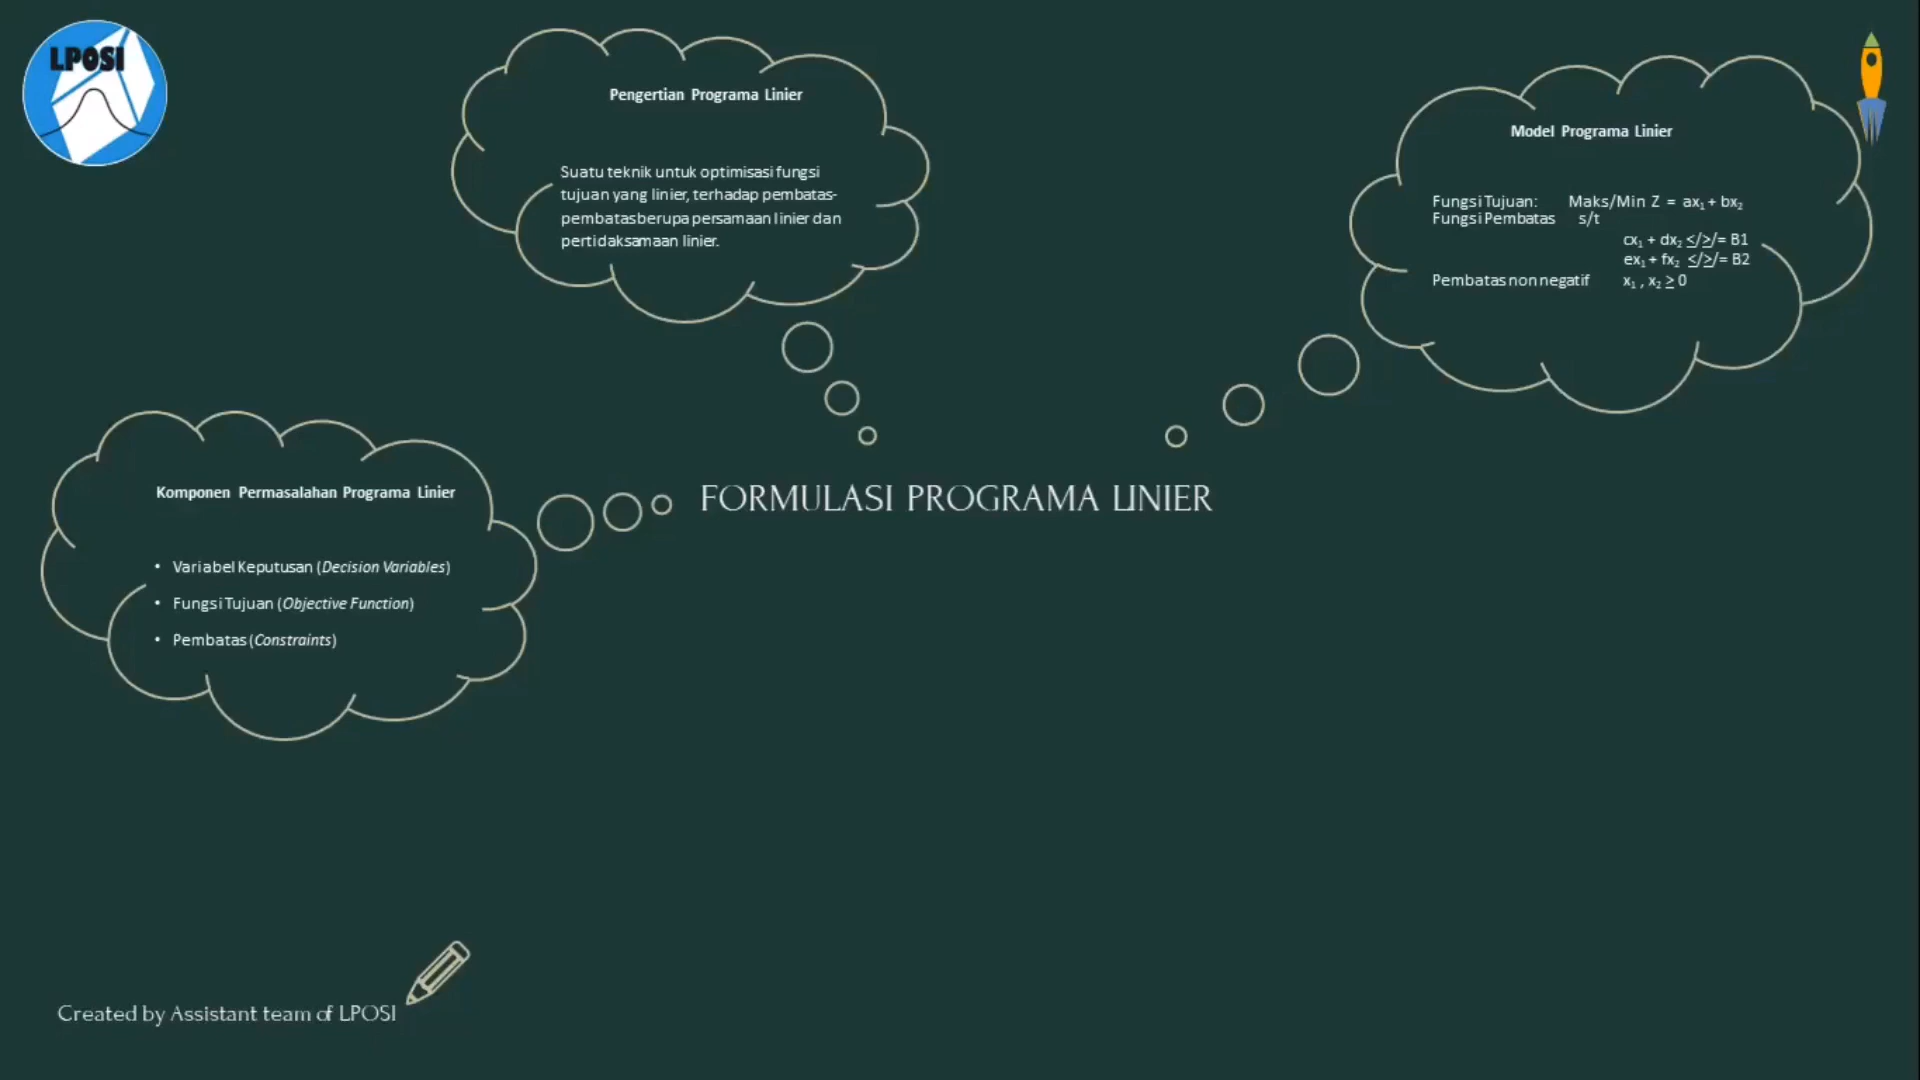 LPOSI
Pengertian Programa Linier
Suatu teknik untuk optimisasi fungsi
tujuan yang linier, terhadap pembatas-
pembatas berupa persamaan linier dan
pertidaksamaan linier.
Model Programa Linier
Fungsi Tujuan: Maks/Min Z = ax₁ + bx₂
Fungsi Pembatas s/t
cx₁ + dx₂ ≤/≥/= B1
ex₁ + fx₂ ≤/≥/= B2
Pembatas non negatif x₁ , x₂ ≥ 0
Komponen Permasalahan Programa Linier
• Variabel Keputusan (Decision Variables)
• Fungsi Tujuan (Objective Function)
• Pembatas (Constraints)
FORMULASI PROGRAMA LINIER
Created by Assistant team of LPOSI